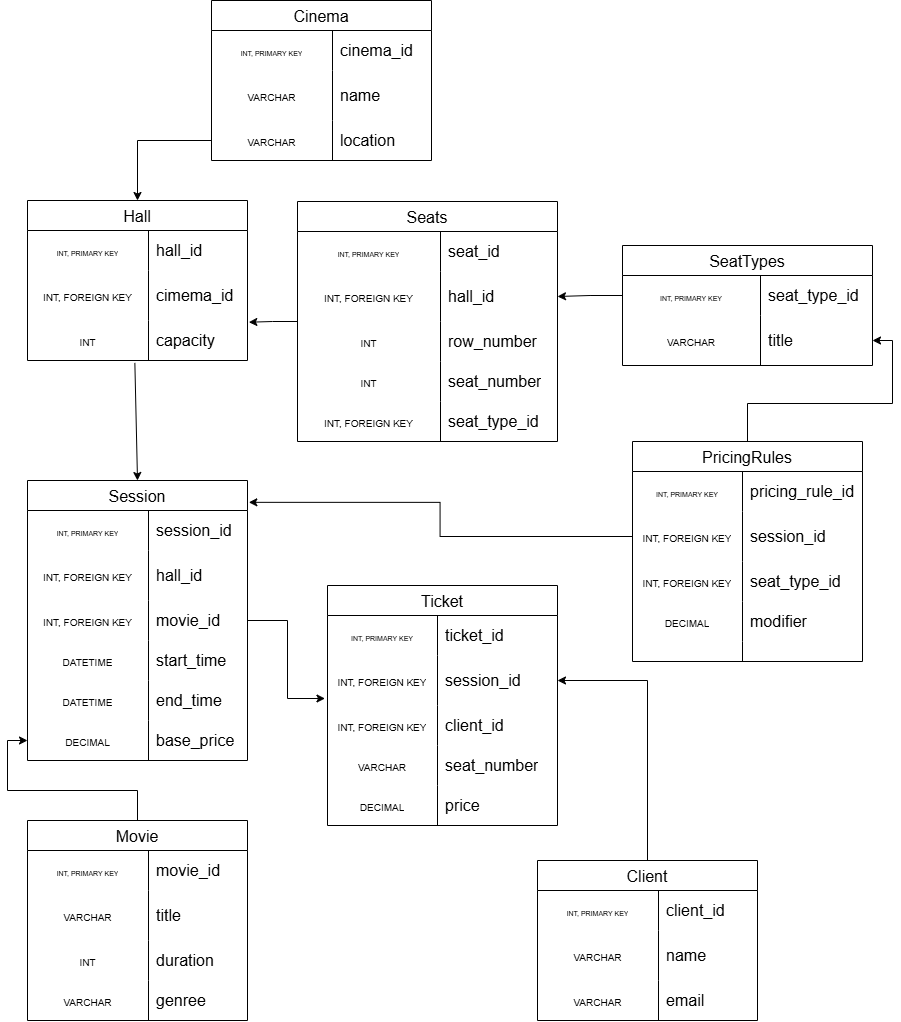 Cinema
INT, PRIMARY KEY cinema_id
VARCHAR name
VARCHAR location
Hall
INT, PRIMARY KEY hall_id
INT, FOREIGN KEY cimema_id
INT capacity
Seats
INT, PRIMARY KEY seat_id
INT, FOREIGN KEY hall_id
INT row_number
INT seat_number
INT, FOREIGN KEY seat_type_id
SeatTypes
INT, PRIMARY KEY seat_type_id
VARCHAR title
PricingRules
INT, PRIMARY KEY pricing_rule_id
INT, FOREIGN KEY session_id
INT, FOREIGN KEY seat_type_id
DECIMAL modifier
Session
INT, PRIMARY KEY session_id
INT, FOREIGN KEY hall_id
INT, FOREIGN KEY movie_id
DATETIME start_time
DATETIME end_time
DECIMAL base_price
Ticket
INT, PRIMARY KEY ticket_id
INT, FOREIGN KEY session_id
INT, FOREIGN KEY client_id
VARCHAR seat_number
DECIMAL price
Movie
INT, PRIMARY KEY movie_id
VARCHAR title
INT duration
VARCHAR genree
Client
INT, PRIMARY KEY client_id
VARCHAR name
VARCHAR email